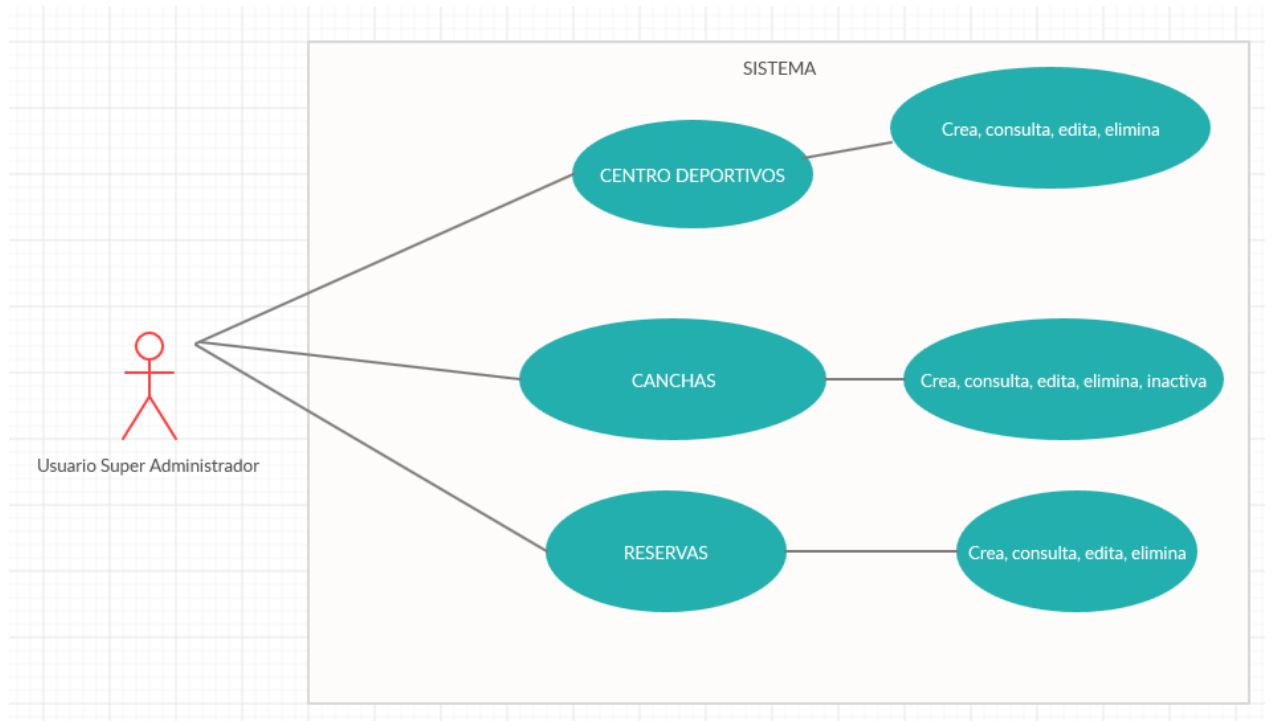 SISTEMA
Crea, consulta, edita, elimina
CENTRO DEPORTIVOS
CANCHAS
Crea, consulta, edita, elimina, inactiva
Usuario Super Administrador
RESERVAS
Crea, consulta, edita, elimina